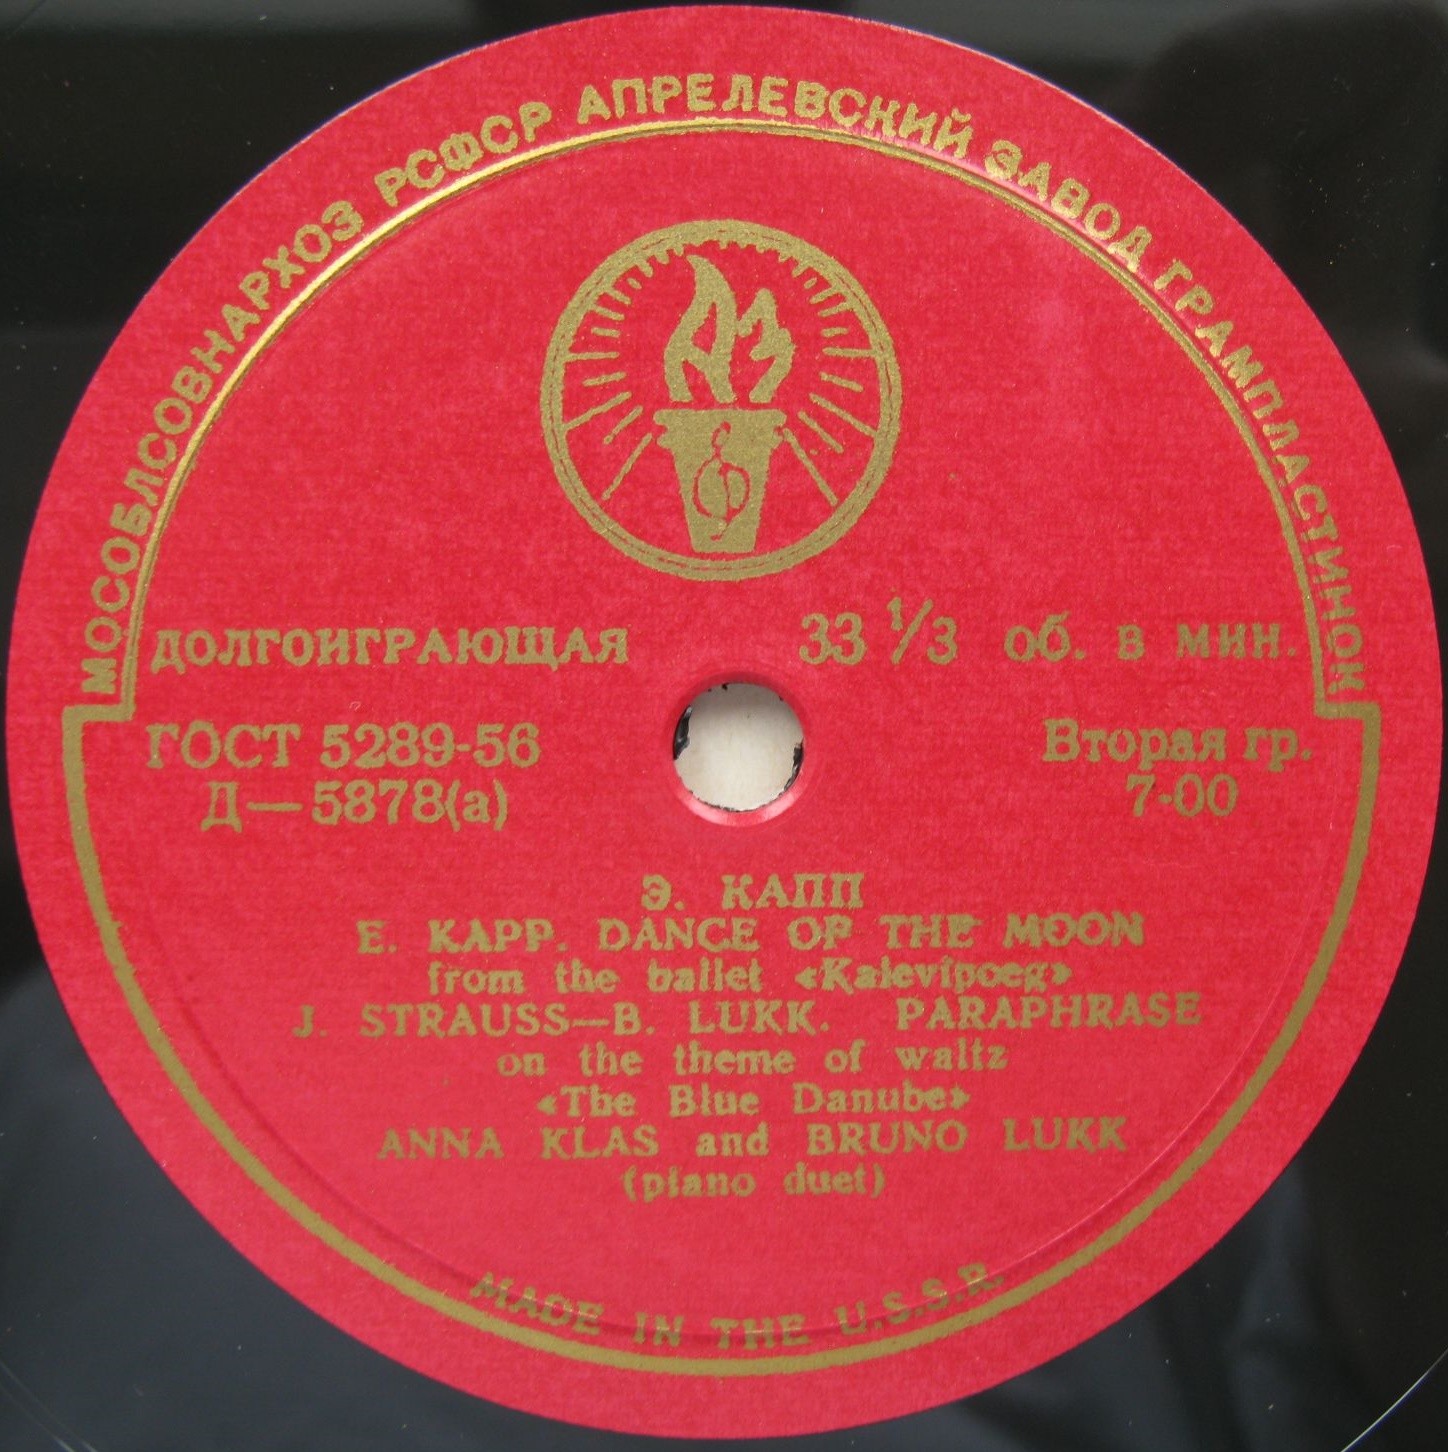 МОСОБЛСОВНАРХОЗ РСФСР АПРЕЛЕВСКИЙ ЗАВОД ГРАМПЛАСТИНОК
АЗ
ДОЛГОИГРАЮЩАЯ 33 1/3 об. в мин.
ГОСТ 5289-56 Вторая гр.
Д—5878(а) 7-00
Э. КАПП
E. KAPP. DANCE OF THE MOON
from the ballet «Kalevipoeg»
J. STRAUSS—B. LUKK. PARAPHRASE
on the theme of waltz
«The Blue Danube»
ANNA KLAS and BRUNO LUKK
(piano duet)
MADE IN THE U.S.S.R.